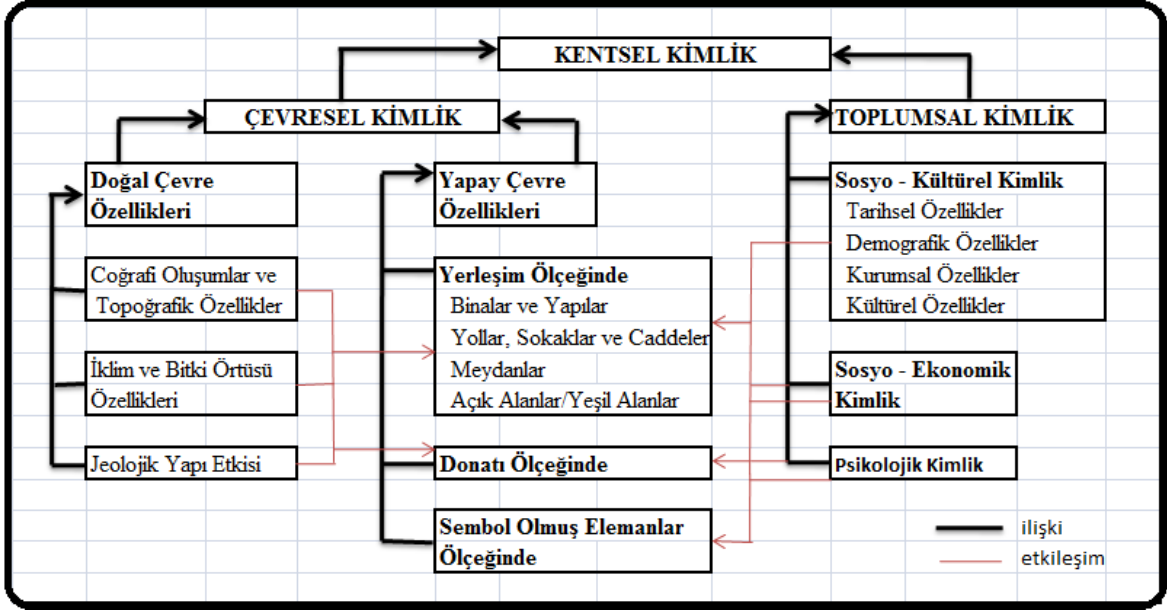 KENTSEL KİMLİK
ÇEVRESEL KİMLİK
TOPLUMSAL KİMLİK
Doğal Çevre
Özellikleri
Coğrafi Oluşumlar ve
Topoğrafik Özellikler
İklim ve Bitki Örtüsü
Özellikleri
Jeolojik Yapı Etkisi
Yapay Çevre
Özellikleri
Yerleşim Ölçeğinde
Binalar ve Yapılar
Yollar, Sokaklar ve Caddeler
Meydanlar
Açık Alanlar/Yeşil Alanlar
Donatı Ölçeğinde
Sembol Olmuş Elemanlar
Ölçeğinde
Sosyo - Kültürel Kimlik
Tarihsel Özellikler
Demografik Özellikler
Kurumsal Özellikler
Kültürel Özellikler
Sosyo - Ekonomik
Kimlik
Psikolojik Kimlik
ilişki
etkileşim